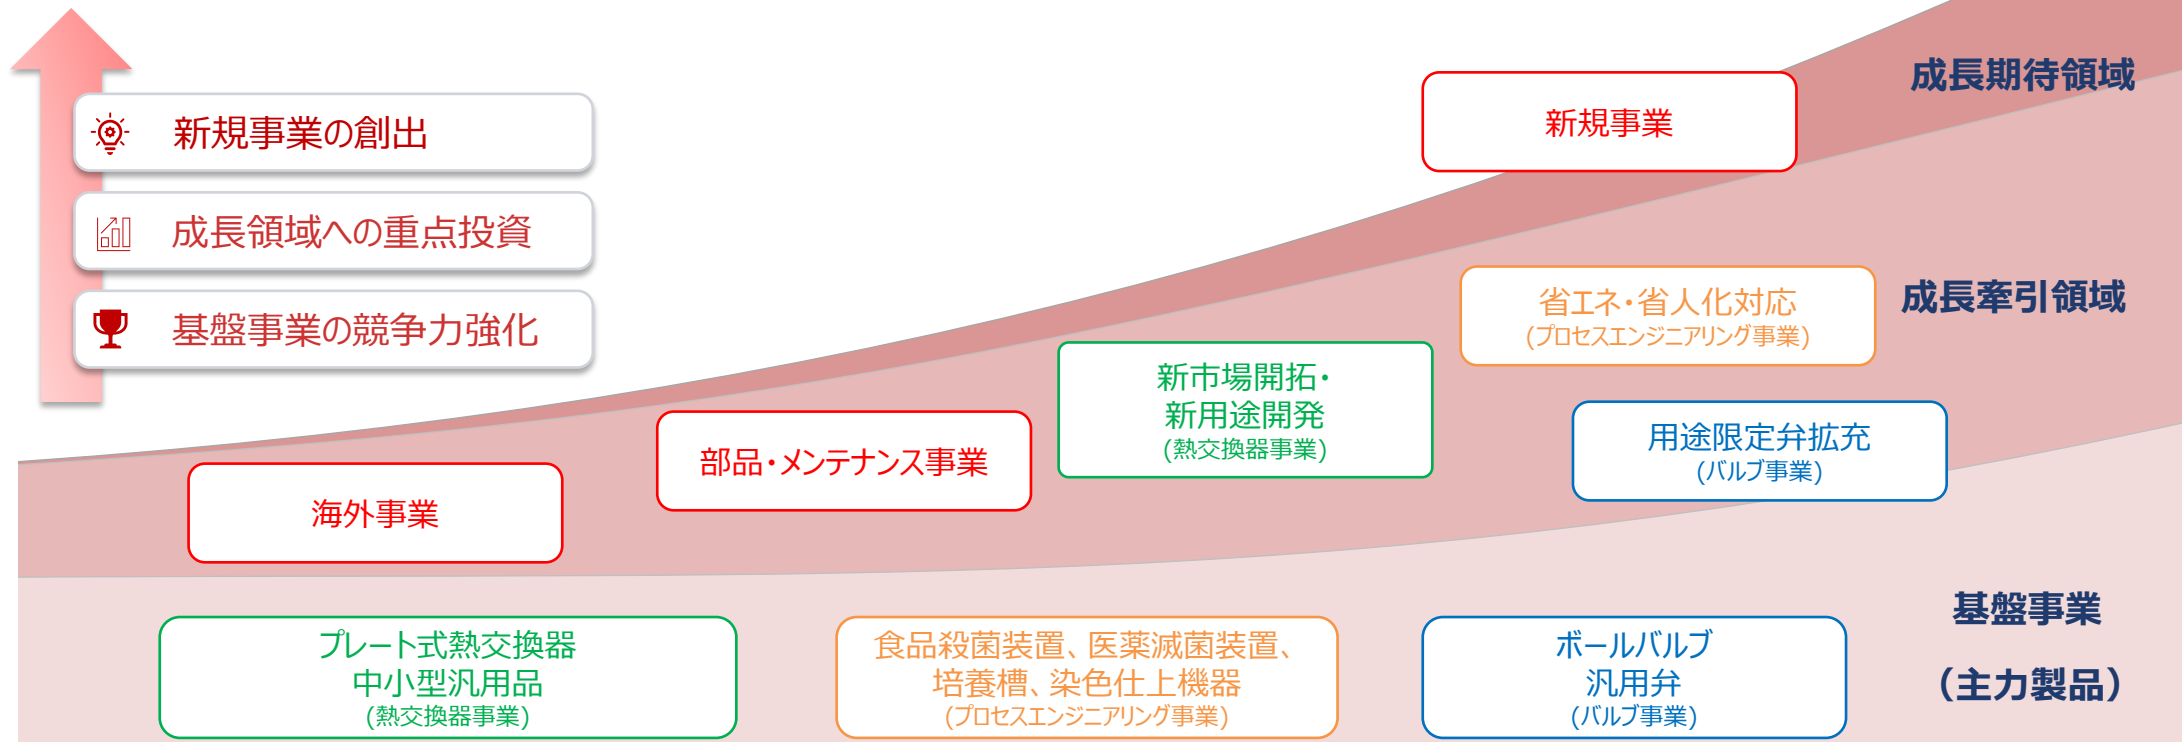 新規事業の創出
成長領域への重点投資
基盤事業の競争力強化
成長期待領域
新規事業
成長牽引領域
省エネ・省人化対応
(プロセスエンジニアリング事業)
新市場開拓・
新用途開発
(熱交換器事業)
用途限定弁拡充
(バルブ事業)
部品・メンテナンス事業
海外事業
基盤事業
（主力製品）
プレート式熱交換器
中小型汎用品
(熱交換器事業)
食品殺菌装置、医薬滅菌装置、
培養槽、染色仕上機器
(プロセスエンジニアリング事業)
ボールバルブ
汎用弁
(バルブ事業)